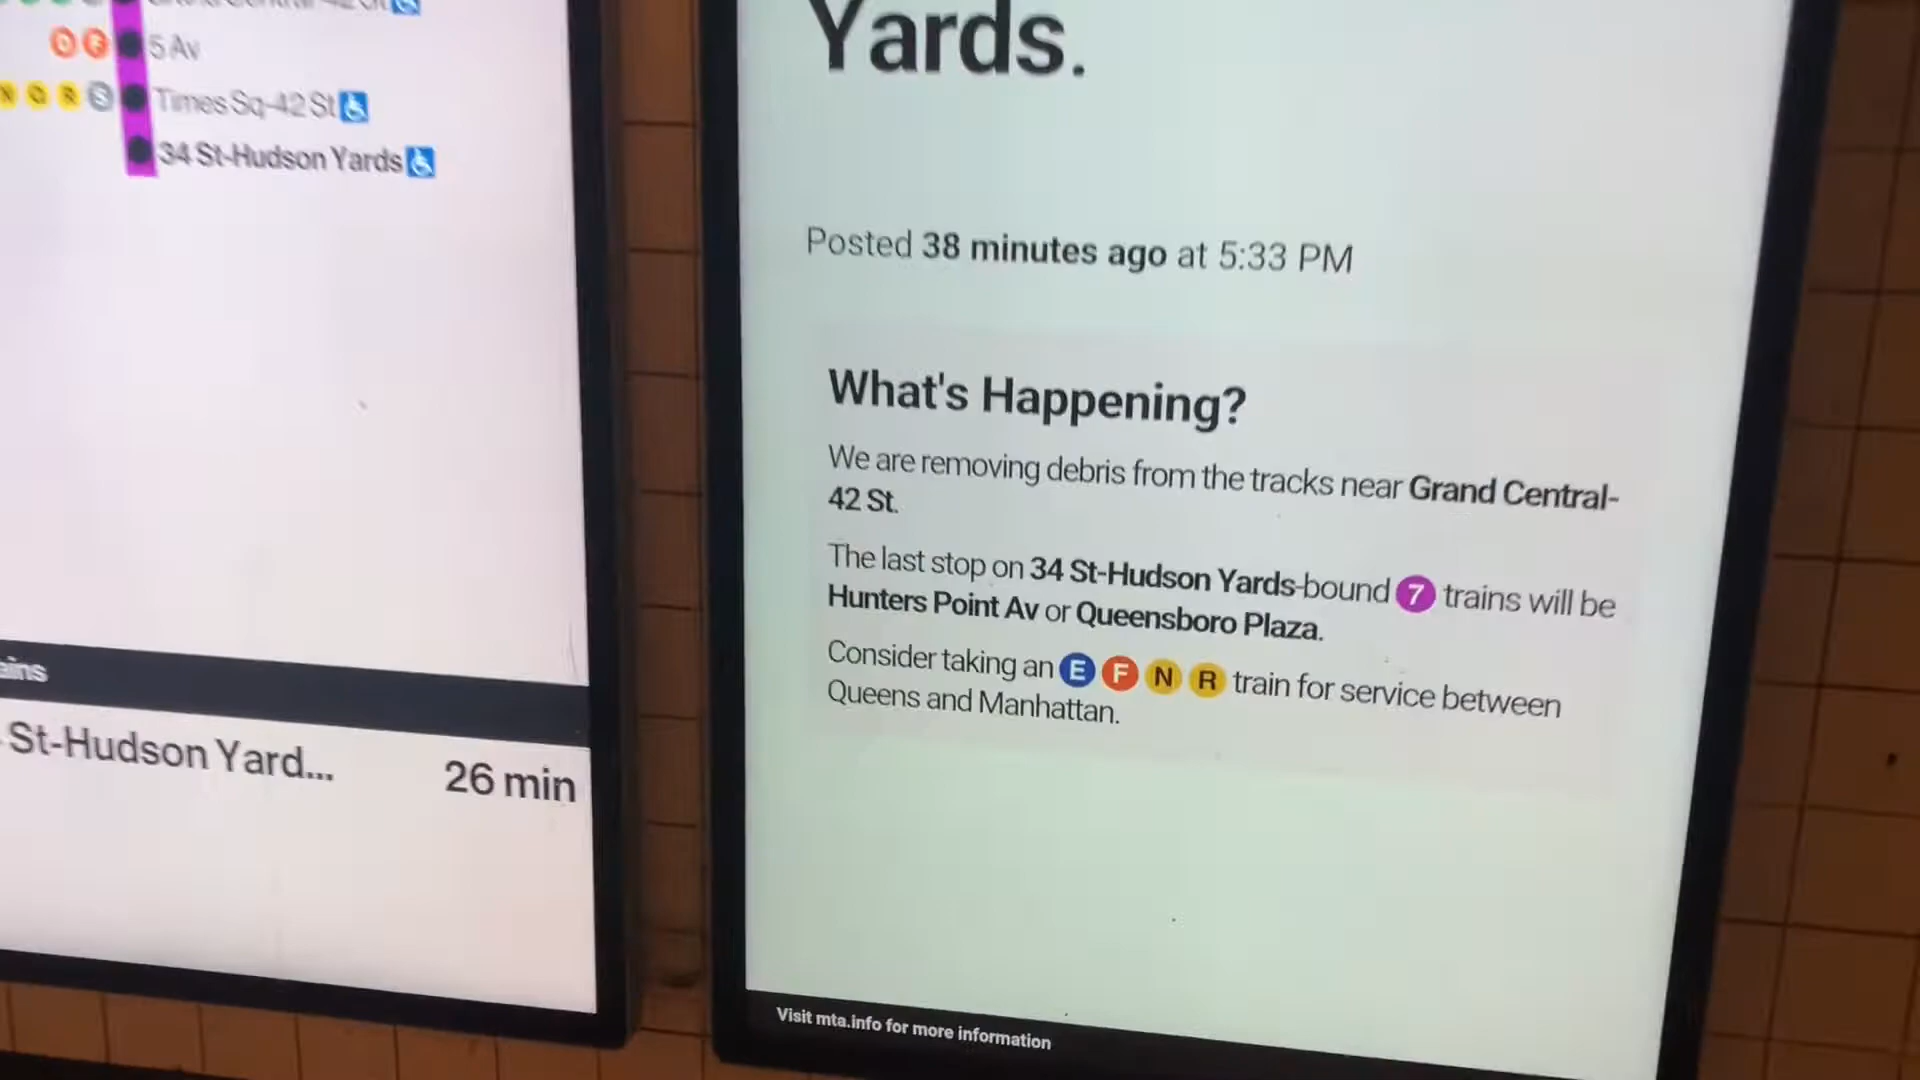 D F 5 Av
N Q R S Times Sq-42 St
34 St-Hudson Yards
St-Hudson Yard... 26 min
Yards.
Posted 38 minutes ago at 5:33 PM
What's Happening?
We are removing debris from the tracks near Grand Central-
42 St.
The last stop on 34 St-Hudson Yards-bound 7 trains will be
Hunters Point Av or Queensboro Plaza.
Consider taking an E F N R train for service between
Queens and Manhattan.
Visit mta.info for more information